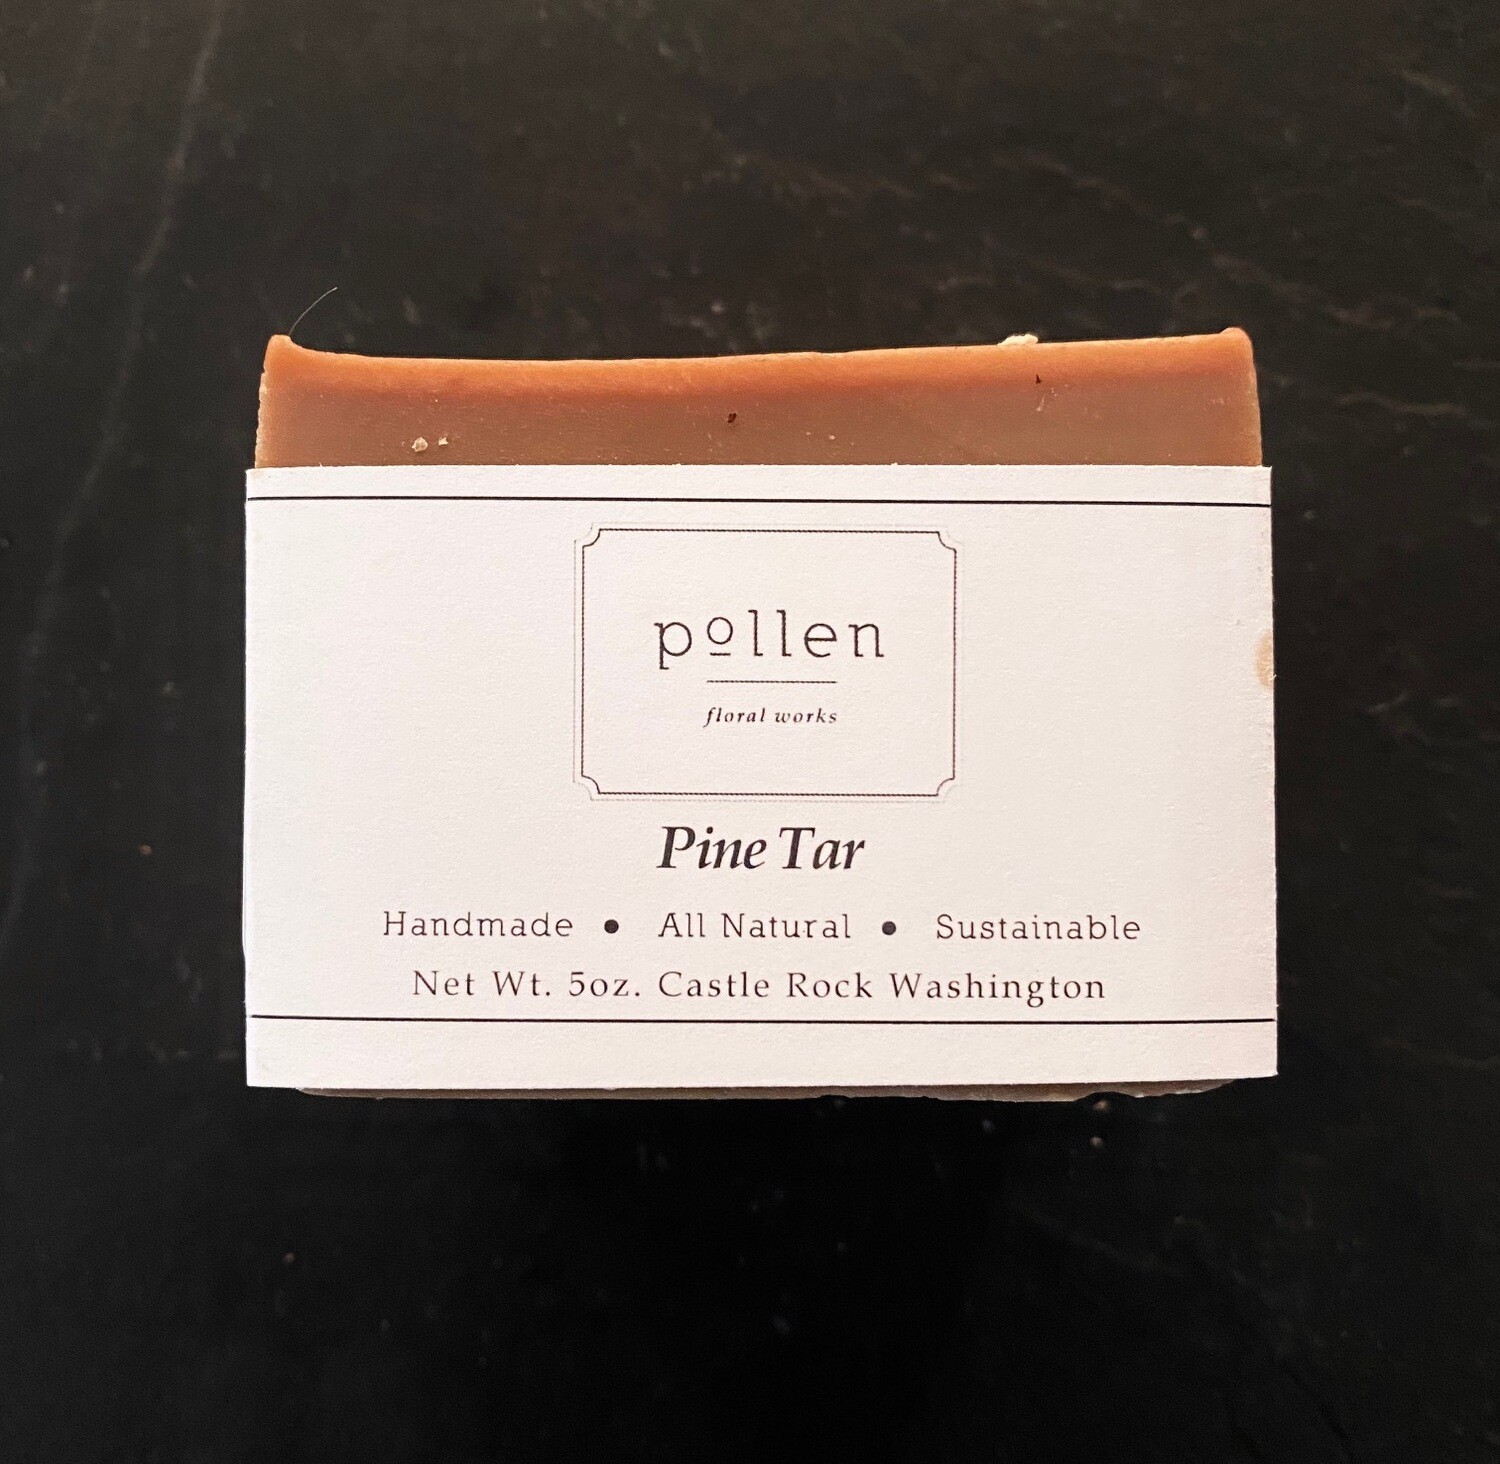 pollen
floral works
Pine Tar
Handmade • All Natural • Sustainable
Net Wt. 5oz. Castle Rock Washington